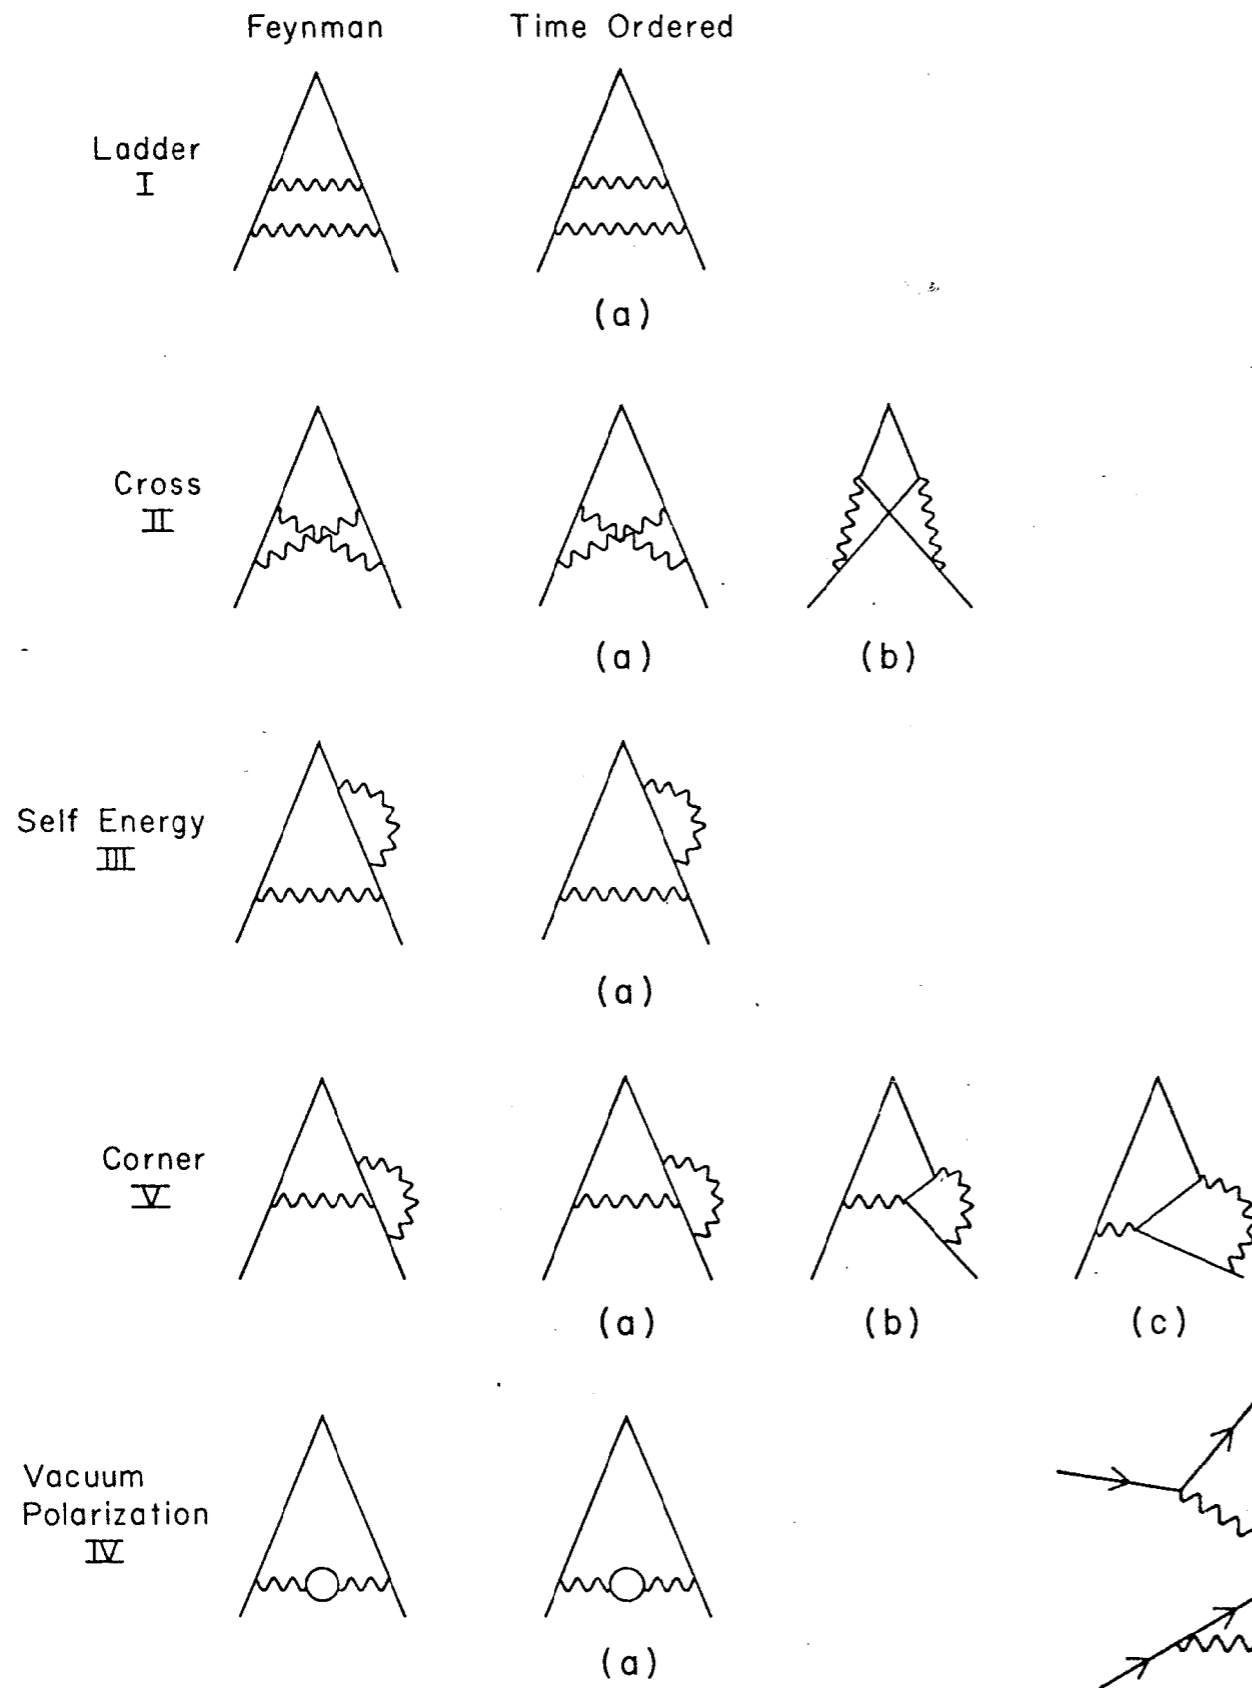 Feynman Time Ordered
Ladder
I
(a)
Cross
II
(a) (b)
Self Energy
III
(a)
Corner
V
(a) (b) (c)
Vacuum
Polarization
IV
(a)